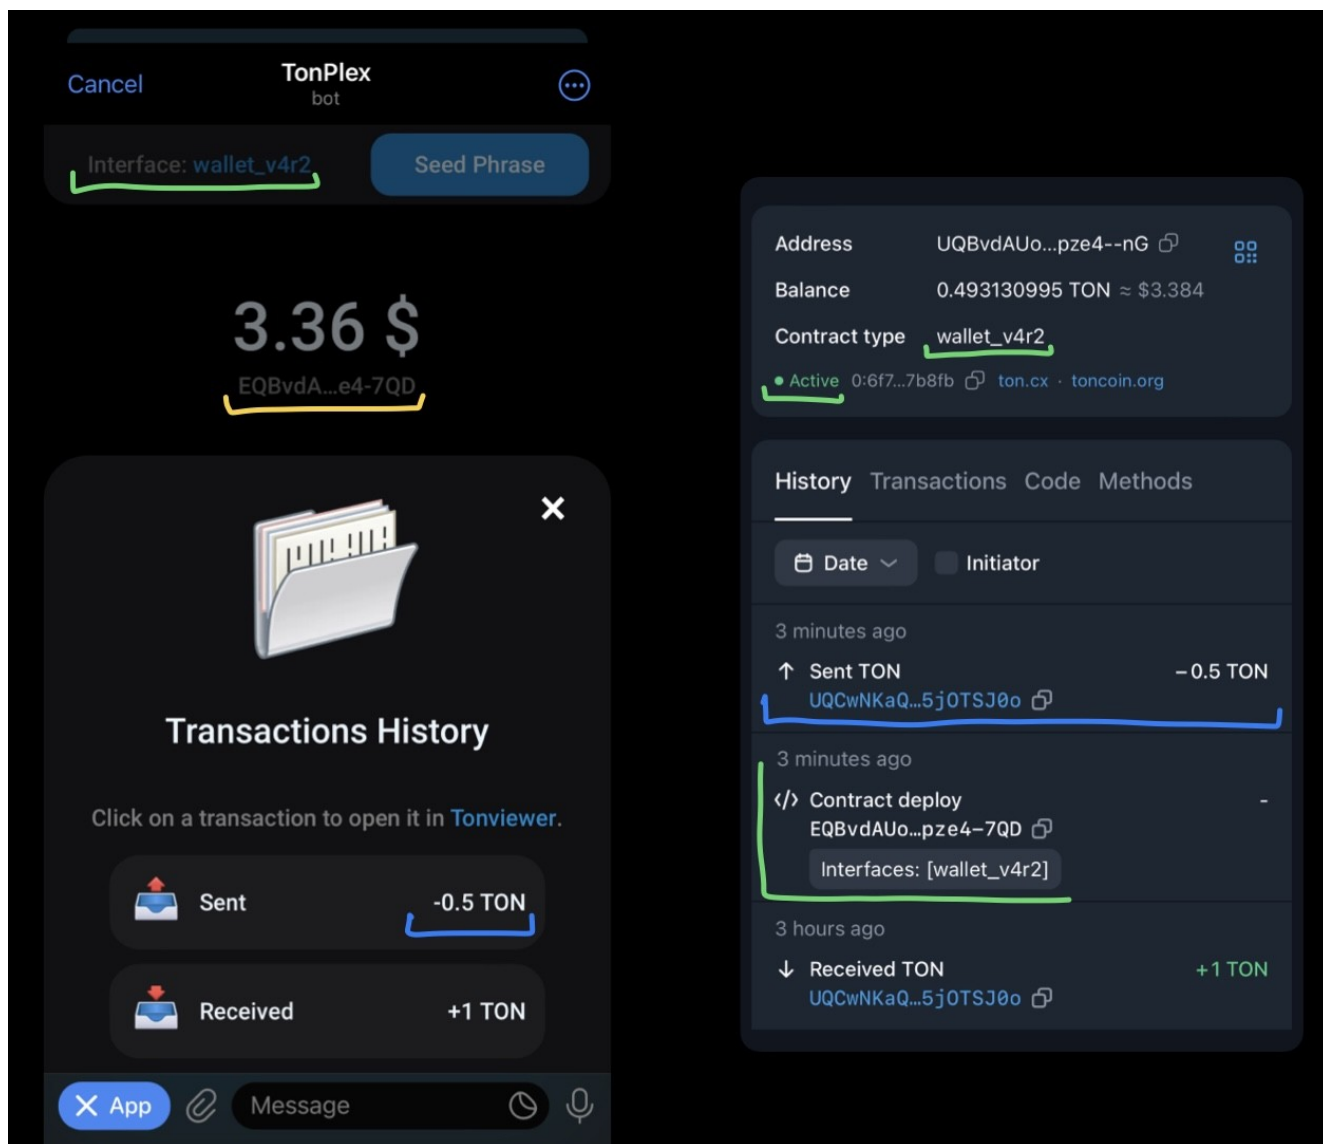 Cancel
TonPlex
bot
Interface: wallet_v4r2
Seed Phrase
3.36 $
EQBvdA...e4-7QD
Transactions History
Click on a transaction to open it in Tonviewer.
Sent
-0.5 TON
Received
+1 TON
App
Message
Address
UQBvdAUo...pze4--nG
Balance
0.493130995 TON ≈ $3.384
Contract type
wallet_v4r2
Active 0:6f7...7b8fb ton.cx · toncoin.org
History Transactions Code Methods
Date
Initiator
3 minutes ago
Sent TON
– 0.5 TON
UQCwNKaQ...5jOTSJ0o
3 minutes ago
</> Contract deploy
-
EQBvdAUo...pze4–7QD
Interfaces: [wallet_v4r2]
3 hours ago
Received TON
+1 TON
UQCwNKaQ...5jOTSJ0o